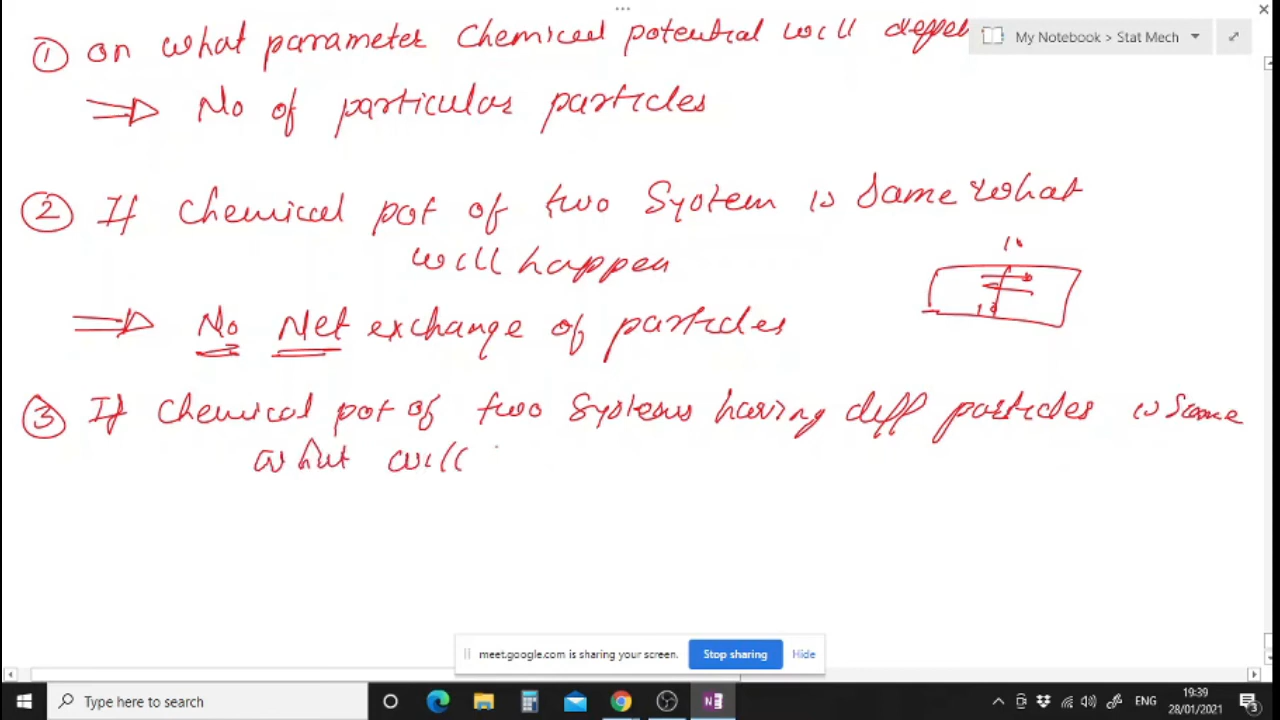 ① on what parameter Chemical potential will
My Notebook > Stat Mech
⇒ No of particular particles
② If chemical pot of two System is Same what
will happen
10
10
⇒ No Net exchange of particles
③ If chemical pot of two Systems having diff particles is Same
what will
meet.google.com is sharing your screen. Stop sharing Hide
Type here to search
ENG
19:39
28/01/2021
3